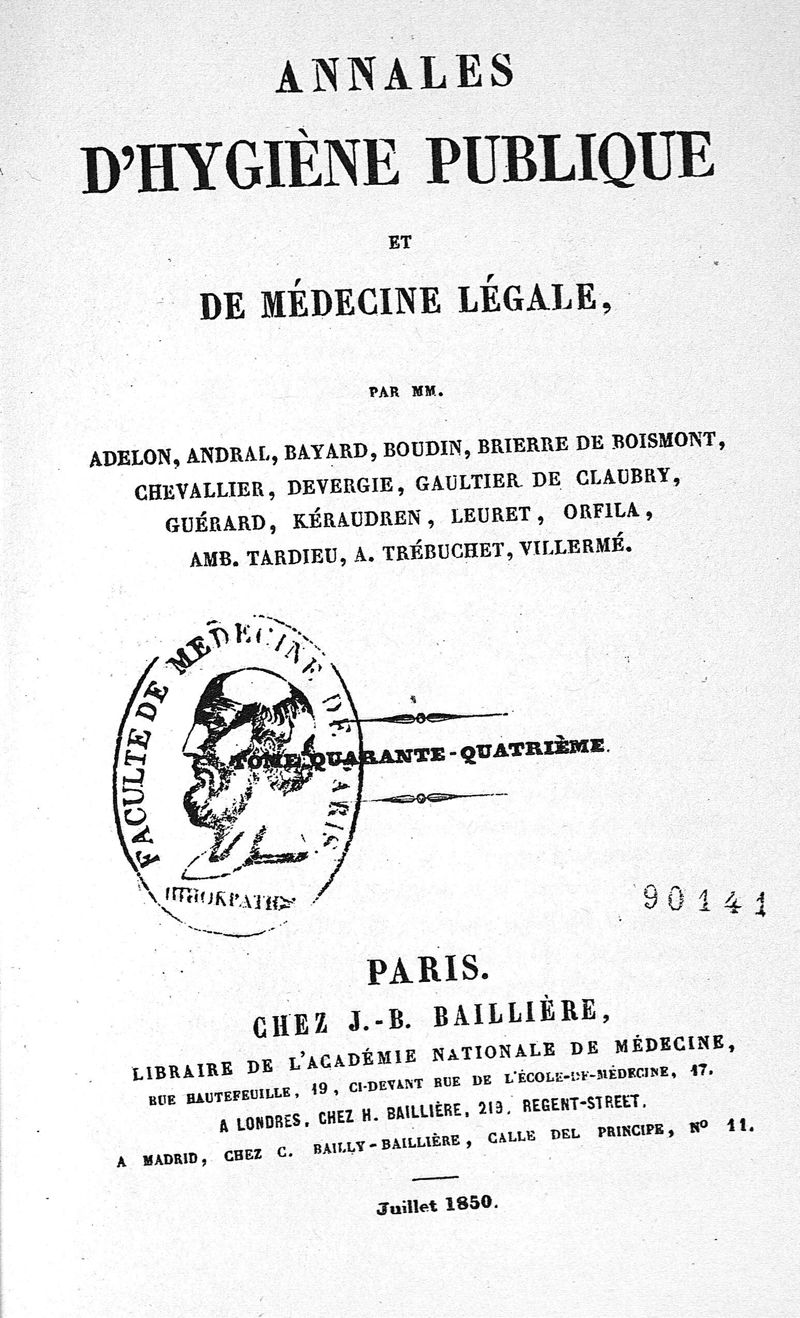 ANNALES
D'HYGIÈNE PUBLIQUE
ET
DE MÉDECINE LÉGALE,
PAR MM.
ADELON, ANDRAL, BAYARD, BOUDIN, BRIERRE DE BOISMONT,
CHEVALLIER, DEVERGIE, GAULTIER DE CLAUBRY,
GUÉRARD, KÉRAUDREN, LEURET, ORFILA,
AMB. TARDIEU, A. TRÉBUCHET, VILLERMÉ.
FACULTE DE MEDECINE DE PARIS
TOME QUARANTE-QUATRIÈME.
90141
PARIS.
CHEZ J.-B. BAILLIÈRE,
LIBRAIRE DE L'ACADÉMIE NATIONALE DE MÉDECINE,
RUE HAUTEFEUILLE, 19, CI-DEVANT RUE DE L'ÉCOLE-DE-MÉDECINE, 17.
A LONDRES, CHEZ H. BAILLIÈRE, 219, REGENT-STREET.
A MADRID, CHEZ C. BAILLY-BAILLIÈRE, CALLE DEL PRINCIPE, Nº 11.
Juillet 1850.